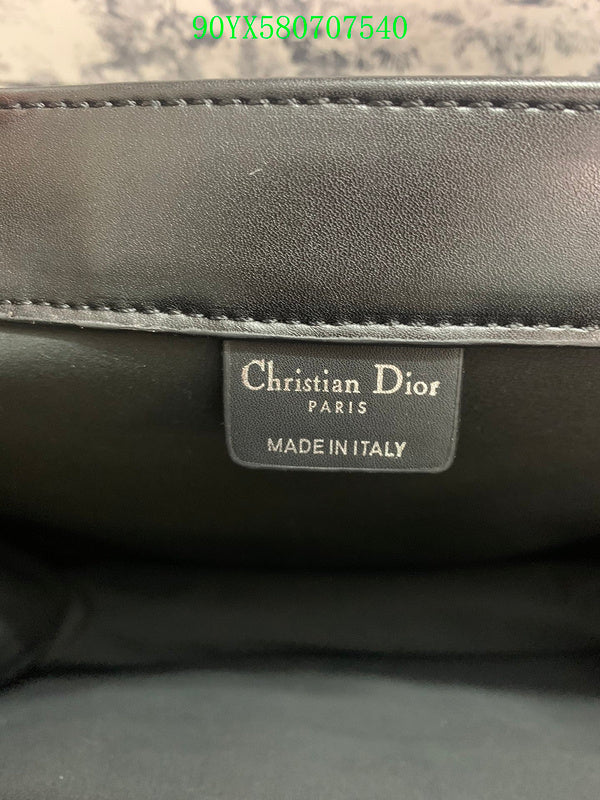 90YX580707540
Christian Dior
PARIS
MADE IN ITALY